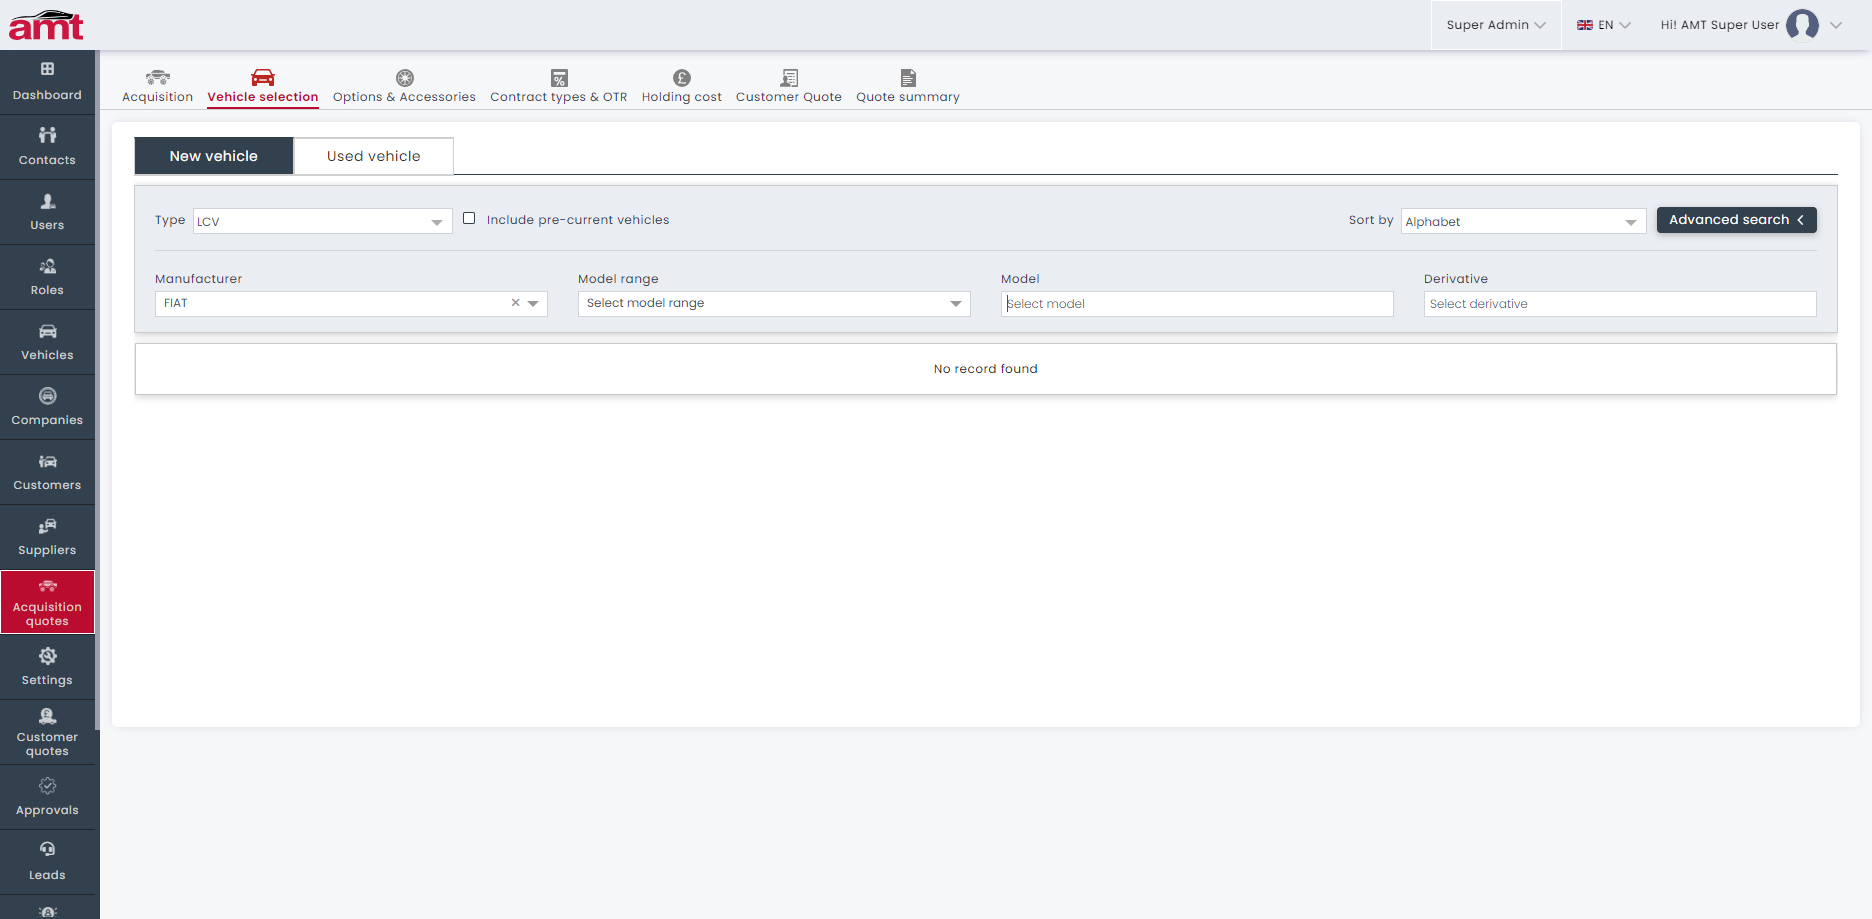 amt
Super Admin
EN
Hi! AMT Super User
Dashboard
Contacts
Users
Roles
Vehicles
Companies
Customers
Suppliers
Acquisition
quotes
Settings
Customer
quotes
Approvals
Leads
Acquisition
Vehicle selection
Options & Accessories
Contract types & OTR
Holding cost
Customer Quote
Quote summary
New vehicle
Used vehicle
Type
LCV
Include pre-current vehicles
Sort by
Alphabet
Advanced search
Manufacturer
FIAT
Model range
Select model range
Model
Select model
Derivative
Select derivative
No record found